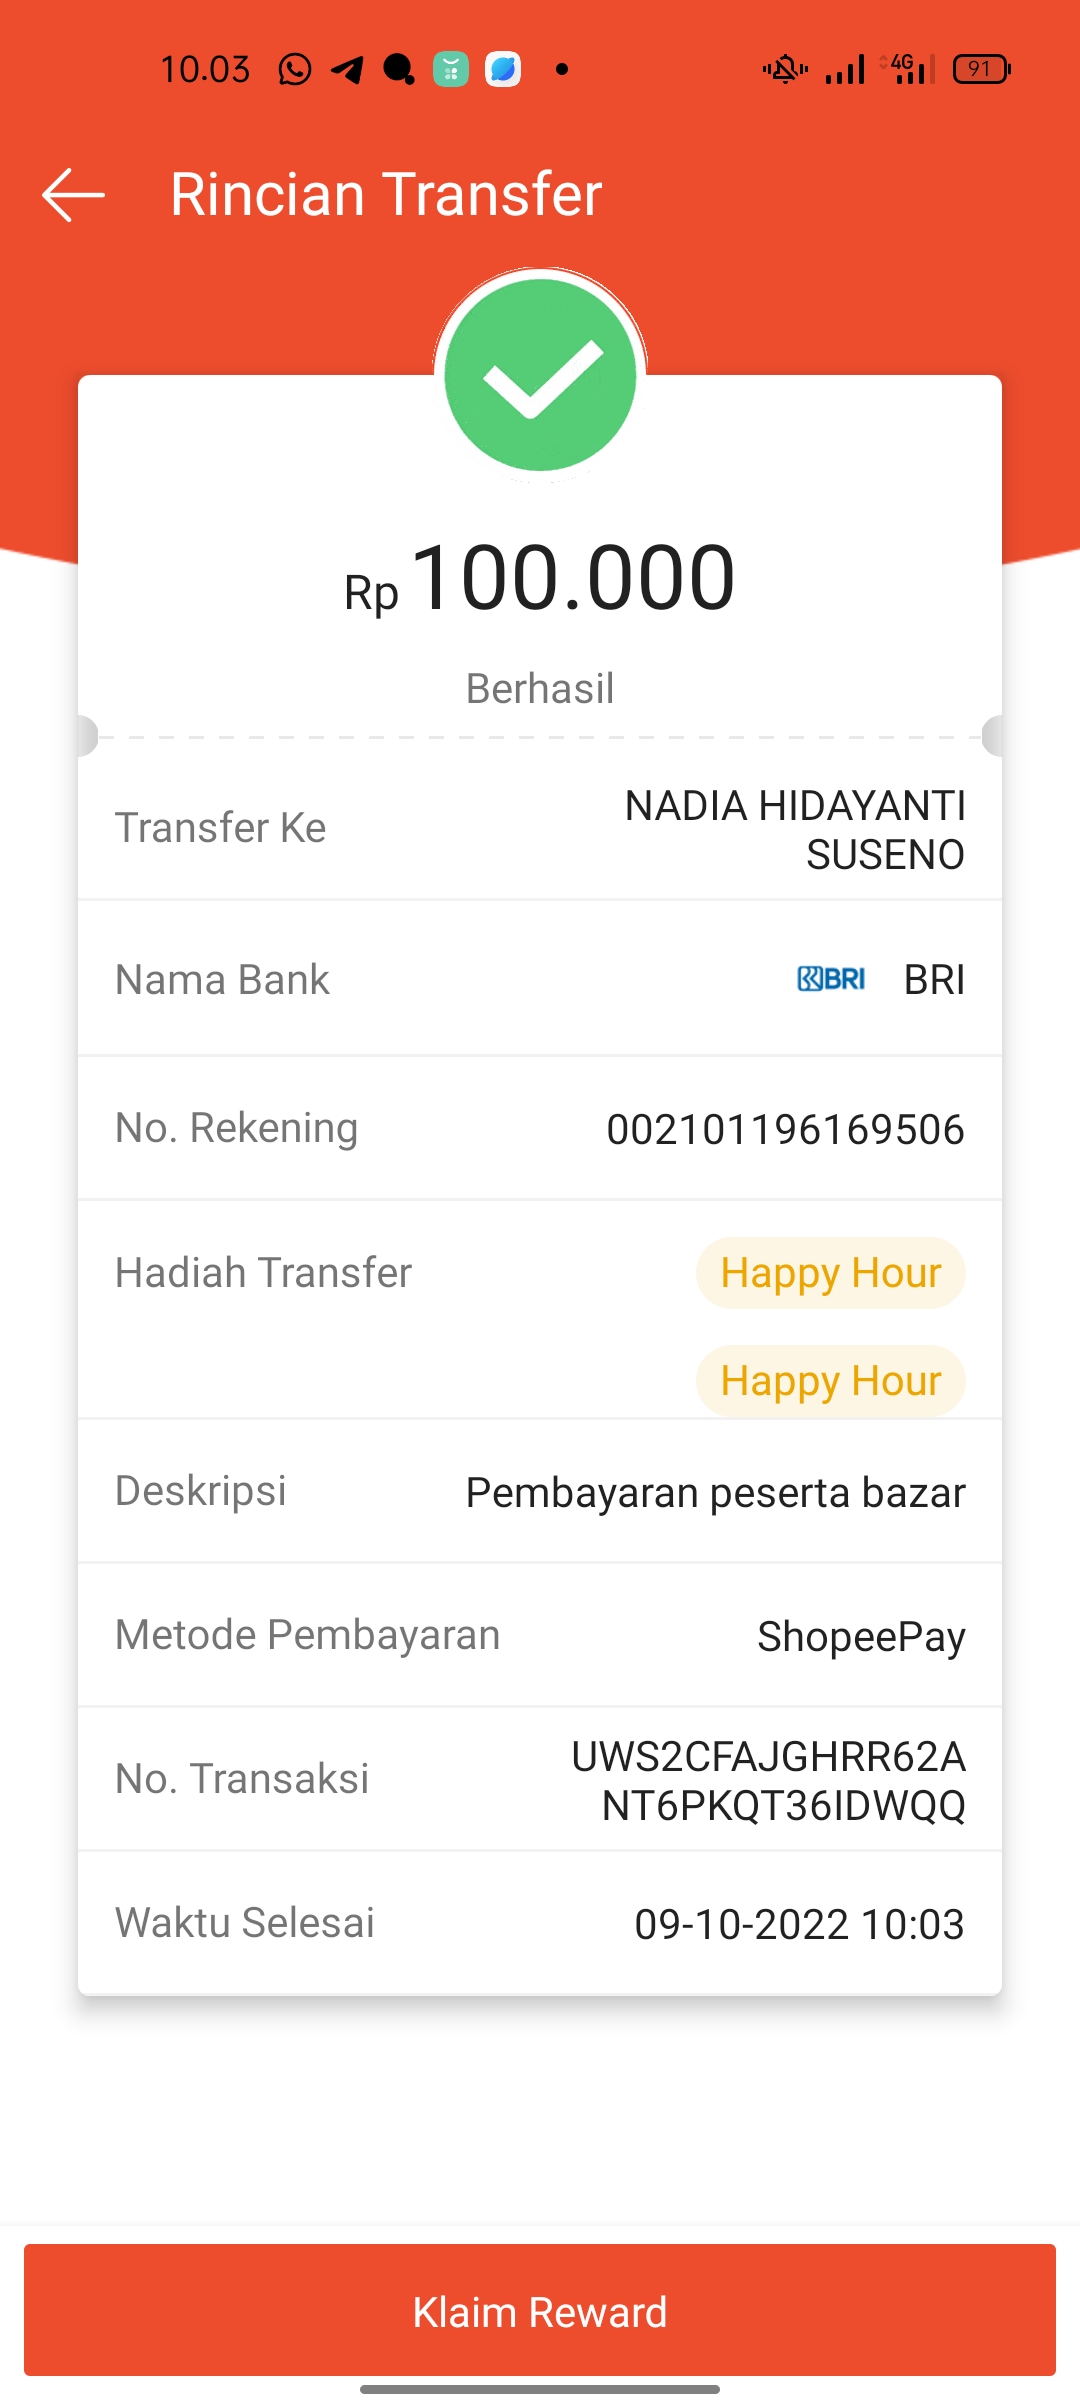 10.03
4G
91
Rincian Transfer
Rp 100.000
Berhasil
Transfer Ke
NADIA HIDAYANTI
SUSENO
Nama Bank
BRI BRI
No. Rekening
002101196169506
Hadiah Transfer
Happy Hour
Happy Hour
Deskripsi
Pembayaran peserta bazar
Metode Pembayaran
ShopeePay
No. Transaksi
UWS2CFAJGHRR62A
NT6PKQT36IDWQQ
Waktu Selesai
09-10-2022 10:03
Klaim Reward